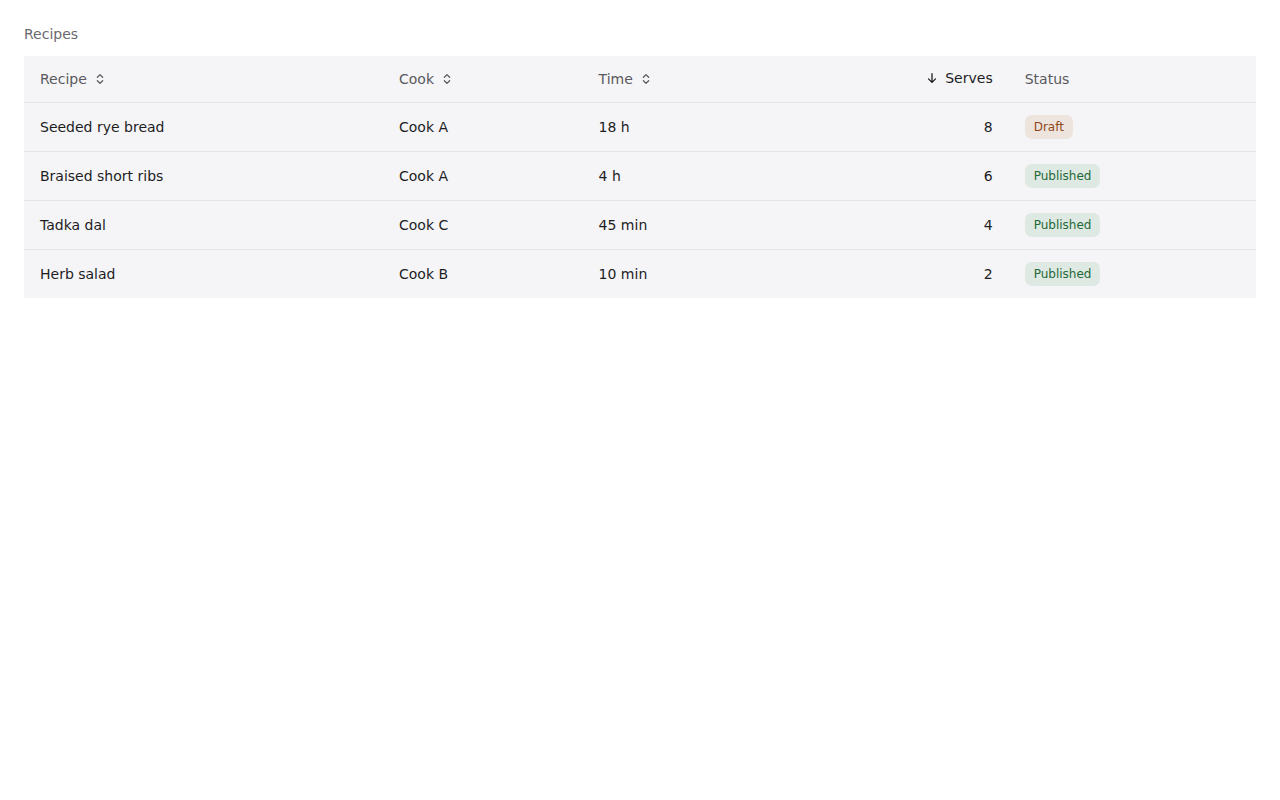 Recipes
Recipe Cook Time Serves Status
Seeded rye bread Cook A 18 h 8 Draft
Braised short ribs Cook A 4 h 6 Published
Tadka dal Cook C 45 min 4 Published
Herb salad Cook B 10 min 2 Published